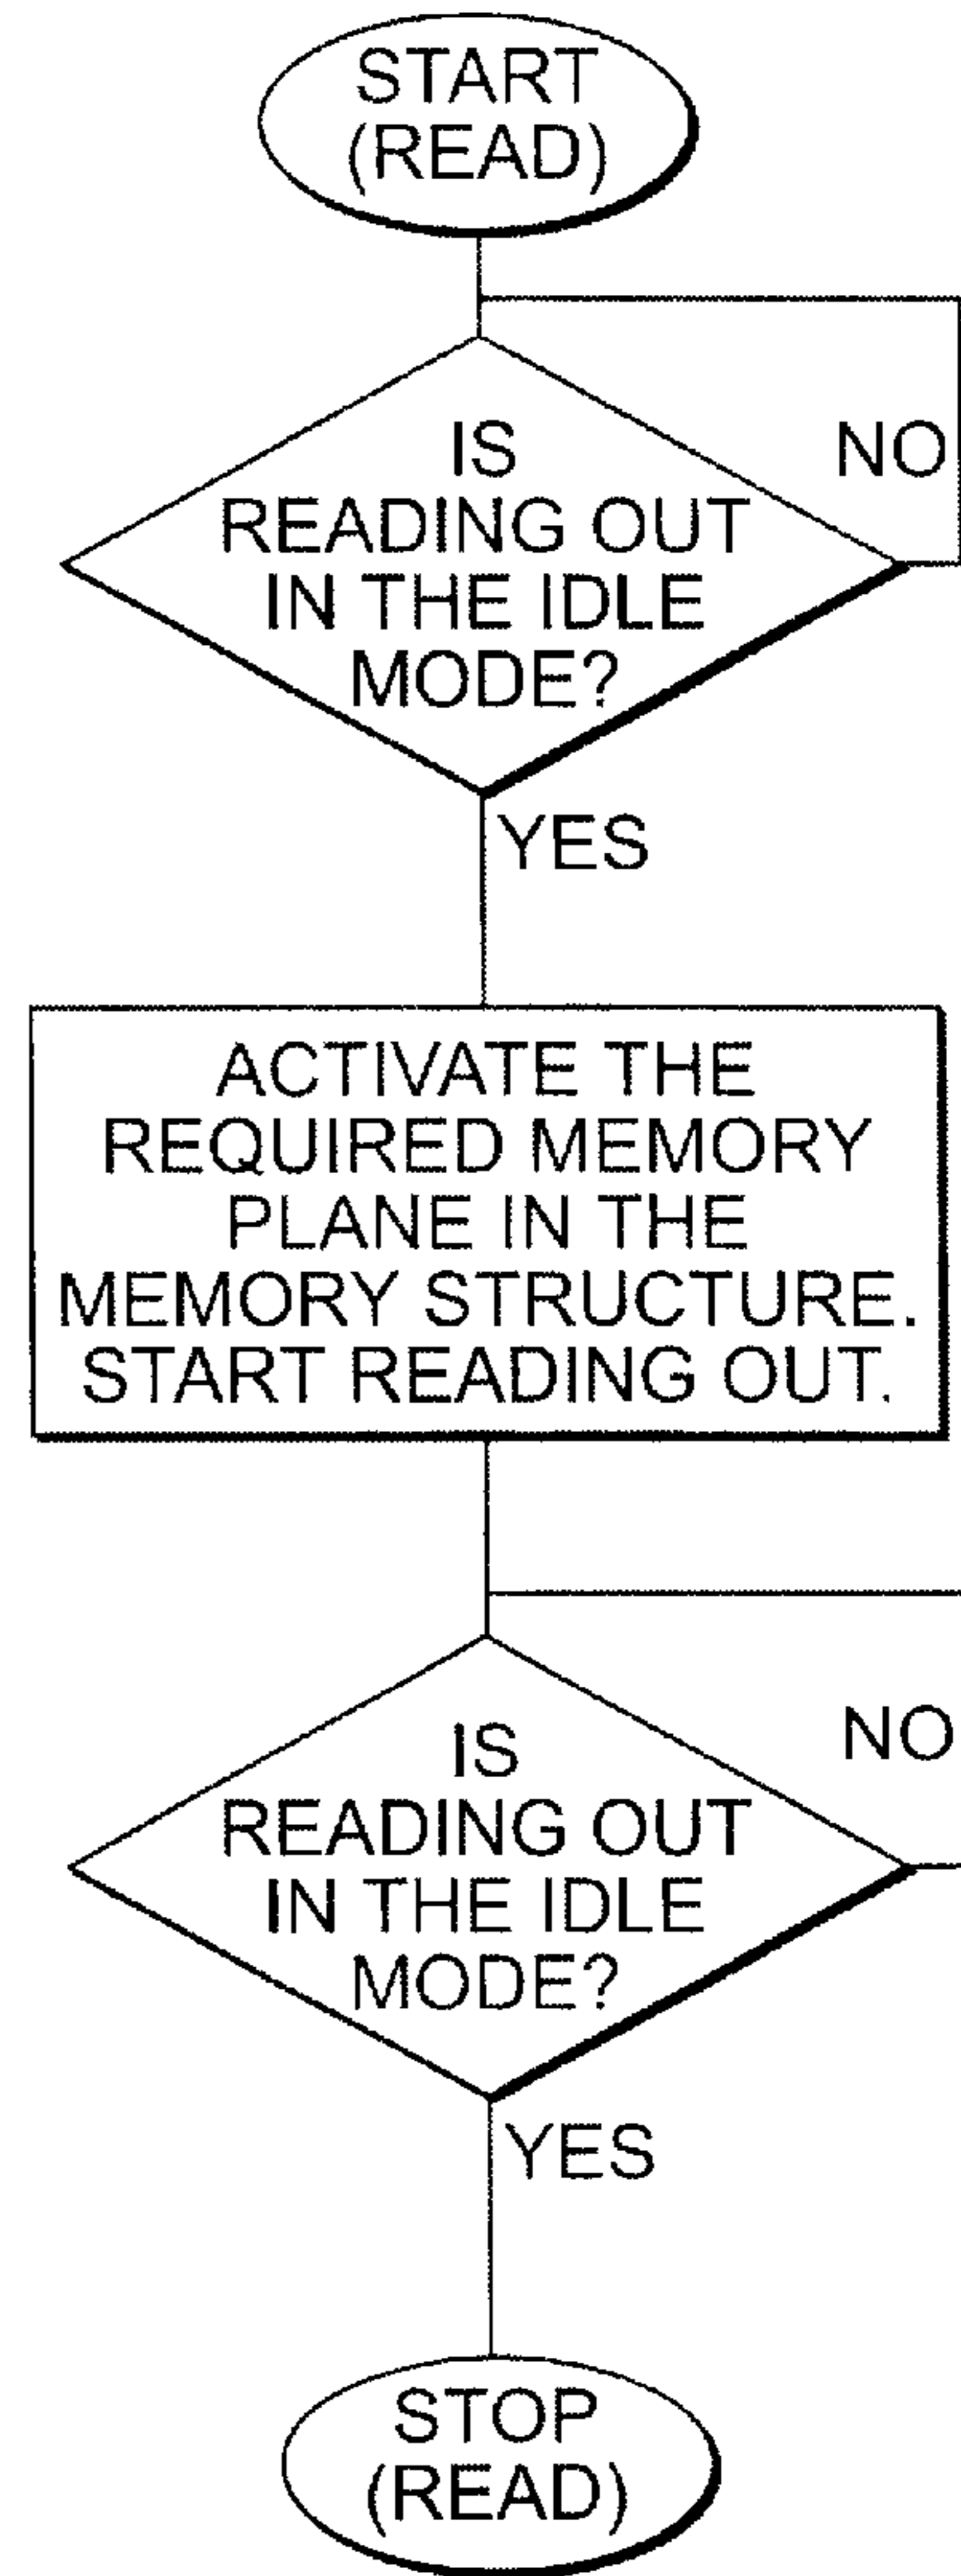 START
(READ)
IS
READING OUT
IN THE IDLE
MODE?
NO
YES
ACTIVATE THE
REQUIRED MEMORY
PLANE IN THE
MEMORY STRUCTURE.
START READING OUT.
IS
READING OUT
IN THE IDLE
MODE?
NO
YES
STOP
(READ)